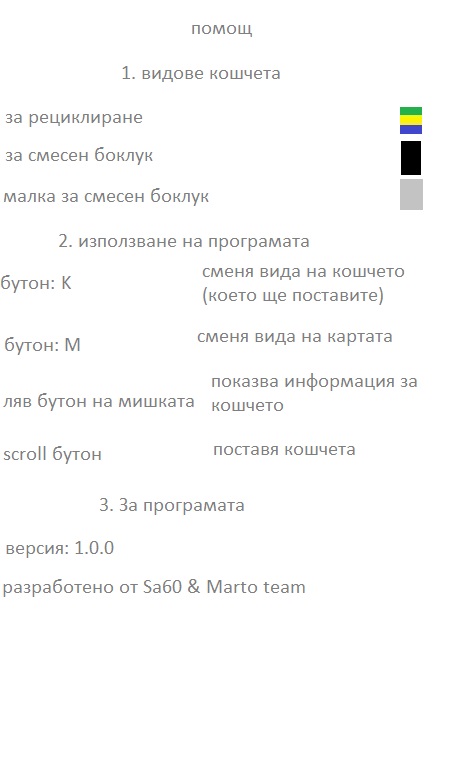 помощ
1. видове кошчета
за рециклиране
за смесен боклук
малка за смесен боклук
2. използване на програмата
бутон: K
сменя вида на кошчето
(което ще поставите)
бутон: M
сменя вида на картата
ляв бутон на мишката
показва информация за
кошчето
scroll бутон
поставя кошчета
3. За програмата
версия: 1.0.0
разработено от Sa60 & Marto team